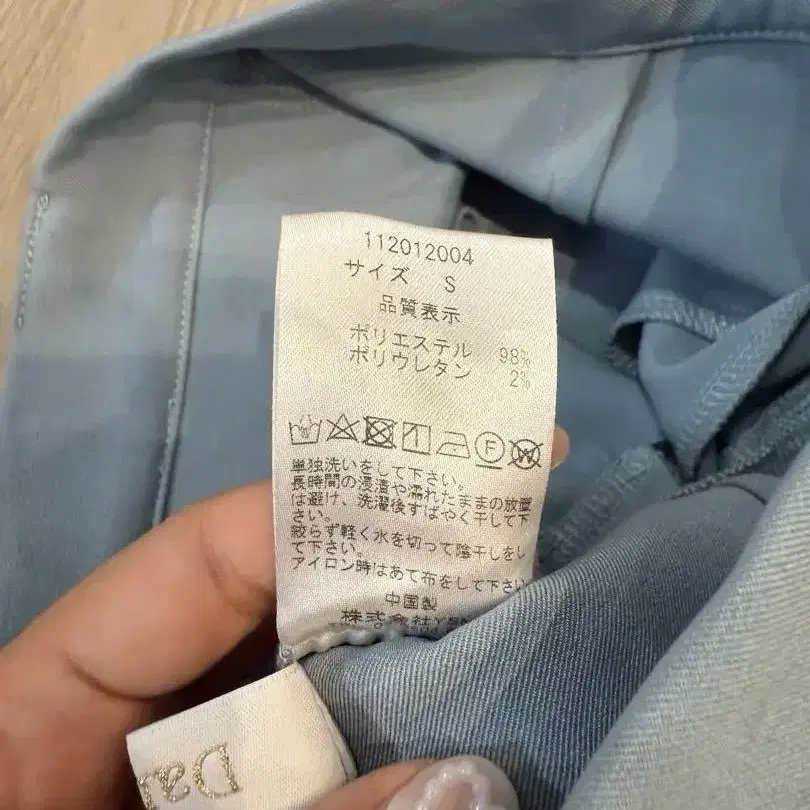 112012004
サイズ S
品質表示
ポリエステル 98%
ポリウレタン 2%
F W
単独洗いをして下さい。
長時間の浸漬や濡れたままの放置
は避け、洗濯後すばやく干して下
さい。
絞らず軽く水を切って陰干しをし
て下さい。
アイロン時はあて布をして下さい
中国製
株式会社
Da